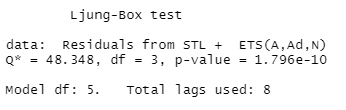 Ljung-Box test
data:  Residuals from STL +  ETS(A,Ad,N)
Q* = 48.348, df = 3, p-value = 1.796e-10
Model df: 5.   Total lags used: 8